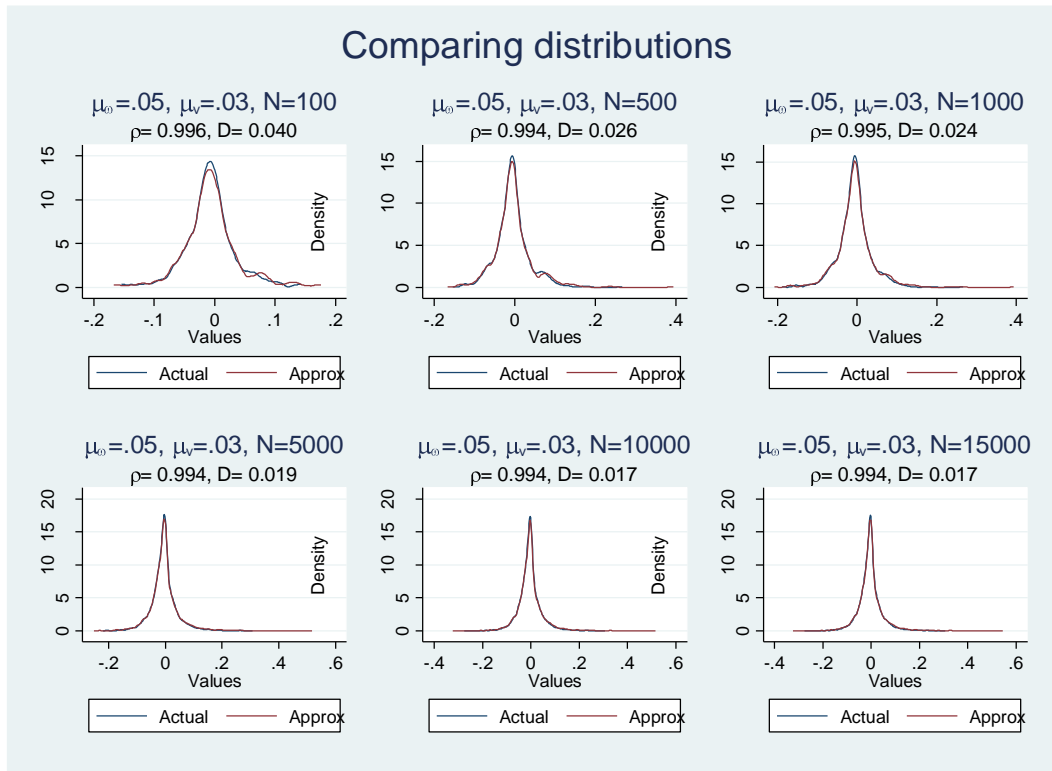 Comparing distributions
μω=.05, μv=.03, N=100
ρ= 0.996, D= 0.040
0 5 10 15
-.2 -.1 0 .1 .2
Values
Actual Approx
μω=.05, μv=.03, N=500
ρ= 0.994, D= 0.026
Density
0 5 10 15
-.2 0 .2 .4
Values
Actual Approx
μω=.05, μv=.03, N=1000
ρ= 0.995, D= 0.024
Density
0 5 10 15
-.2 0 .2 .4
Values
Actual Approx
μω=.05, μv=.03, N=5000
ρ= 0.994, D= 0.019
0 5 10 15 20
-.2 0 .2 .4 .6
Values
Actual Approx
μω=.05, μv=.03, N=10000
ρ= 0.994, D= 0.017
Density
0 5 10 15 20
-.4 -.2 0 .2 .4 .6
Values
Actual Approx
μω=.05, μv=.03, N=15000
ρ= 0.994, D= 0.017
Density
0 5 10 15 20
-.4 -.2 0 .2 .4 .6
Values
Actual Approx